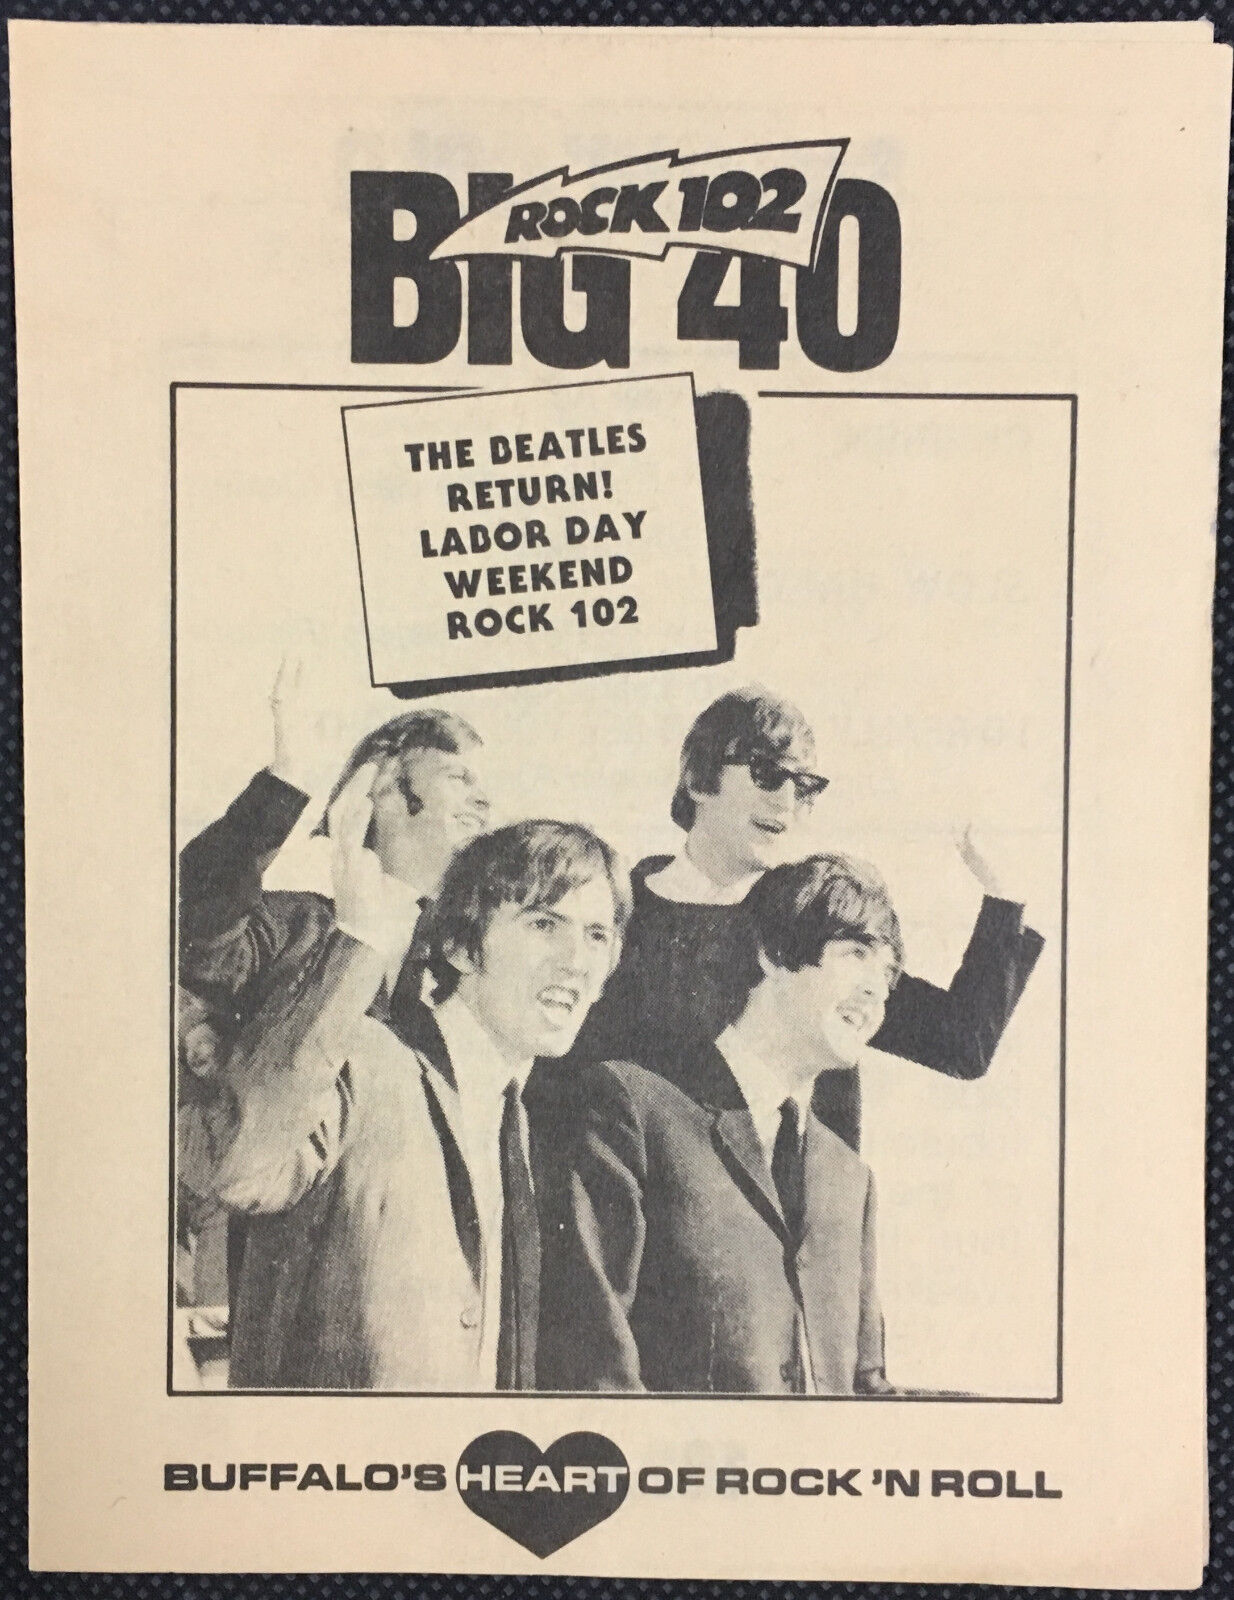 BIG 40
ROCK 102
THE BEATLES
RETURN!
LABOR DAY
WEEKEND
ROCK 102
BUFFALO'S HEART OF ROCK 'N ROLL